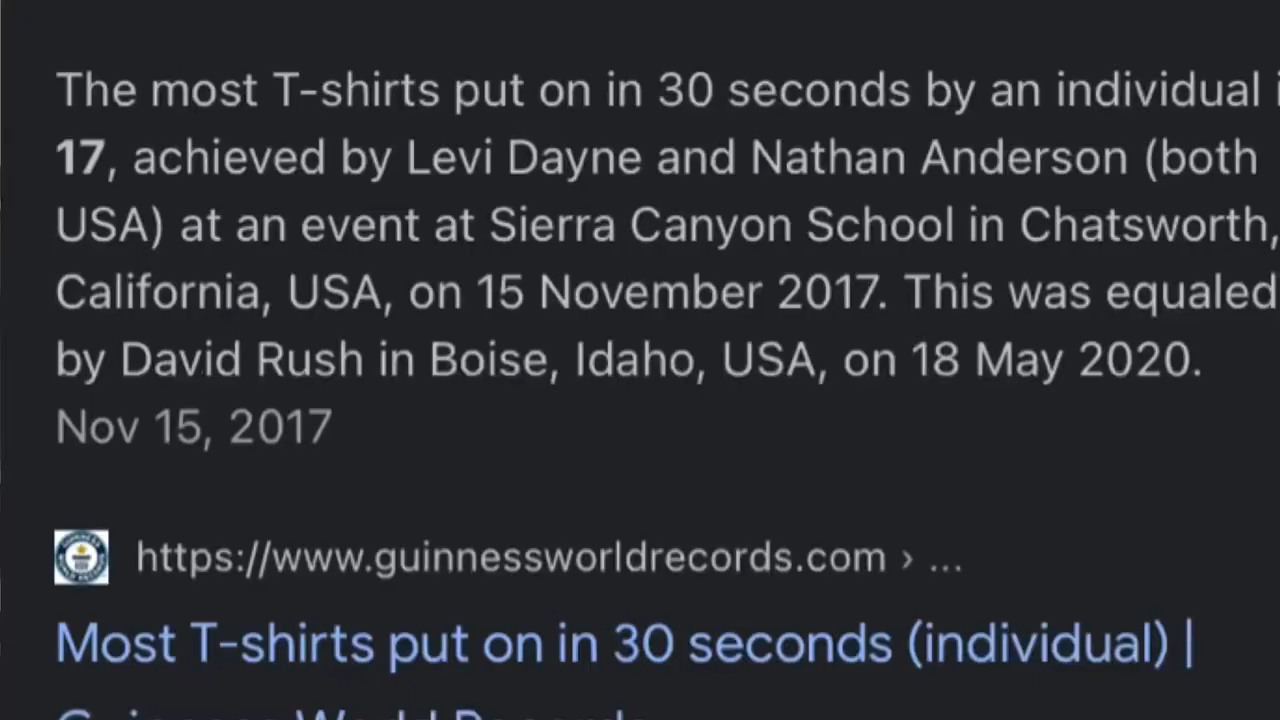 The most T-shirts put on in 30 seconds by an individual
17, achieved by Levi Dayne and Nathan Anderson (both
USA) at an event at Sierra Canyon School in Chatsworth,
California, USA, on 15 November 2017. This was equaled
by David Rush in Boise, Idaho, USA, on 18 May 2020.
Nov 15, 2017
https://www.guinnessworldrecords.com › ...
Most T-shirts put on in 30 seconds (individual) |